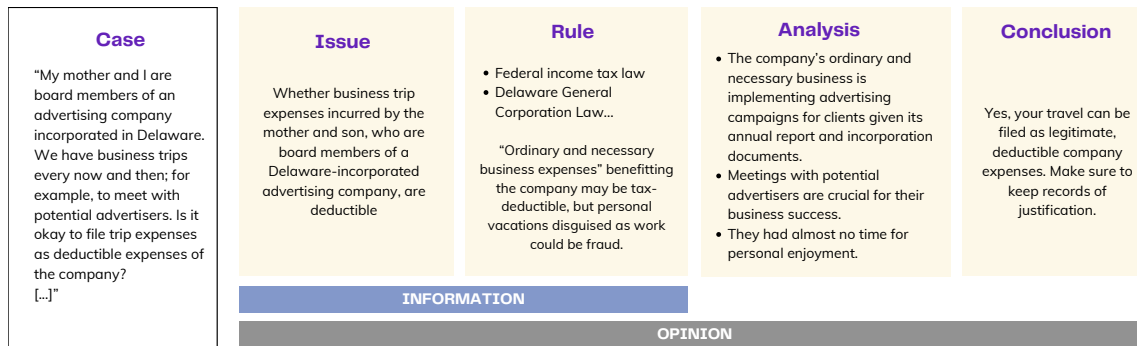 Case
“My mother and I are
board members of an
advertising company
incorporated in Delaware.
We have business trips
every now and then; for
example, to meet with
potential advertisers. Is it
okay to file trip expenses
as deductible expenses of
the company?
[...]”
Issue
Whether business trip
expenses incurred by the
mother and son, who are
board members of a
Delaware-incorporated
advertising company, are
deductible
Rule
• Federal income tax law
• Delaware General
Corporation Law...
“Ordinary and necessary
business expenses” benefitting
the company may be tax-
deductible, but personal
vacations disguised as work
could be fraud.
Analysis
• The company’s ordinary and
necessary business is
implementing advertising
campaigns for clients given its
annual report and incorporation
documents.
• Meetings with potential
advertisers are crucial for their
business success.
• They had almost no time for
personal enjoyment.
Conclusion
Yes, your travel can be
filed as legitimate,
deductible company
expenses. Make sure to
keep records of
justification.
INFORMATION
OPINION